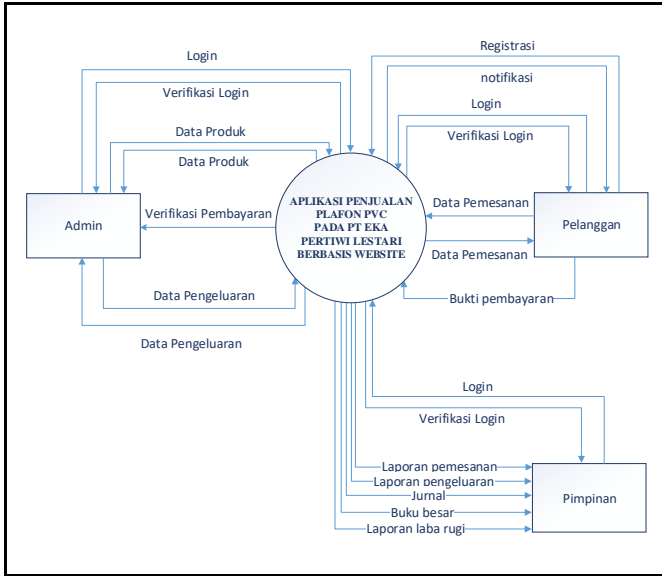 Login
Verifikasi Login
Data Produk
Data Produk
Admin
Verifikasi Pembayaran
Data Pengeluaran
Data Pengeluaran
APLIKASI PENJUALAN
PLAFON PVC
PADA PT EKA
PERTIWI LESTARI
BERBASIS WEBSITE
Registrasi
notifikasi
Login
Verifikasi Login
Data Pemesanan
Pelanggan
Data Pemesanan
Bukti pembayaran
Login
Verifikasi Login
Laporan pemesanan
Laporan pengeluaran
Jurnal
Buku besar
Laporan laba rugi
Pimpinan